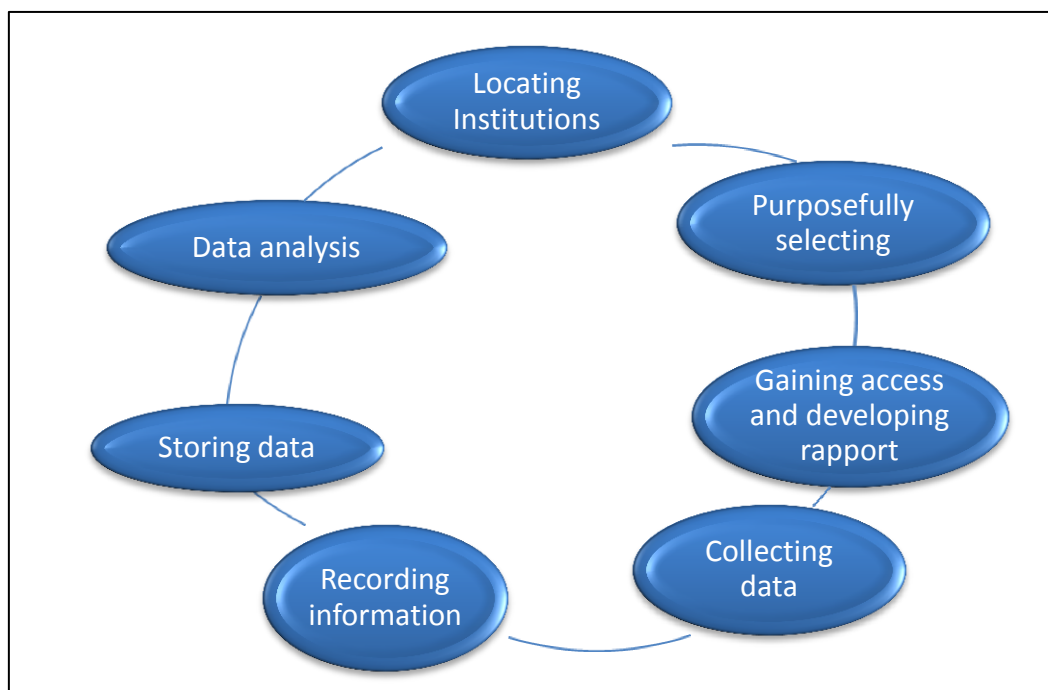 Locating
Institutions
Purposefully
selecting
Gaining access
and developing
rapport
Collecting
data
Recording
information
Storing data
Data analysis